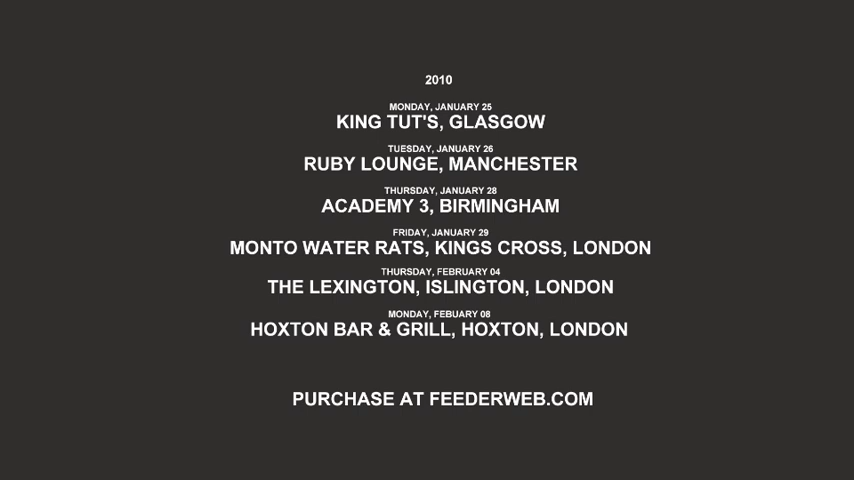 2010
MONDAY, JANUARY 25
KING TUT'S, GLASGOW
TUESDAY, JANUARY 26
RUBY LOUNGE, MANCHESTER
THURSDAY, JANUARY 28
ACADEMY 3, BIRMINGHAM
FRIDAY, JANUARY 29
MONTO WATER RATS, KINGS CROSS, LONDON
THURSDAY, FEBRUARY 04
THE LEXINGTON, ISLINGTON, LONDON
MONDAY, FEBUARY 08
HOXTON BAR & GRILL, HOXTON, LONDON
PURCHASE AT FEEDERWEB.COM